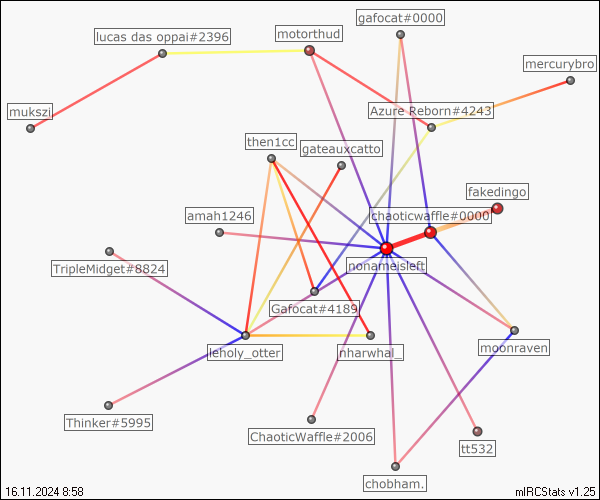 gafocat#0000
motorthud
lucas das oppai#2396
mercurybro
mukszi
Azure Reborn#4243
then1cc
gateauxcatto
fakedingo
amah1246
chaoticwaffle#0000
TripleMidget#8824
nonameisleft
Gafocat#4189
leholy_otter
nharwhal_
moonraven
Thinker#5995
ChaoticWaffle#2006
tt532
chobham.
16.11.2024 8:58
mIRCStats v1.25